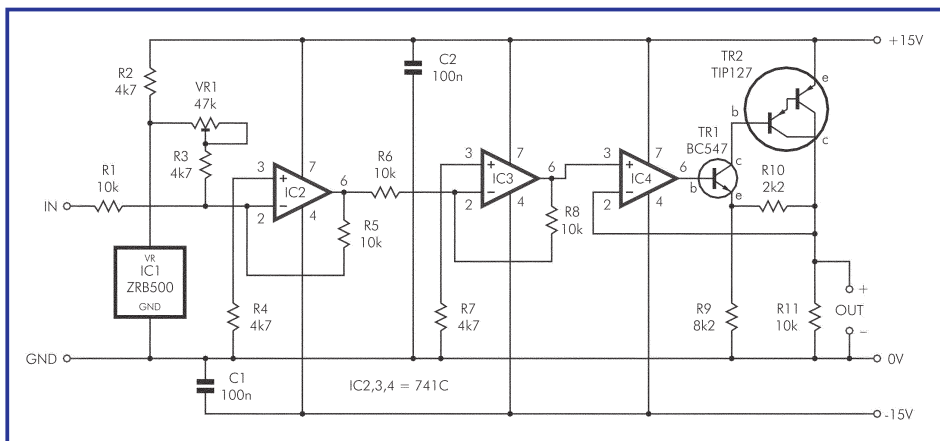 +15V
TR2
TIP127
e
b
c
C2
100n
R2
4k7
VR1
47k
R3
4k7
TR1
BC547
R1
10k
IN
3
+
7
IC2
6
−
2
4
R6
10k
3
+
7
IC3
6
−
2
4
3
+
7
IC4
6
−
2
4
b
c
e
R10
2k2
R5
10k
R8
10k
VR
IC1
ZRB500
GND
R4
4k7
R7
4k7
R9
8k2
R11
10k
+
OUT
−
GND
0V
C1
100n
IC2,3,4 = 741C
-15V